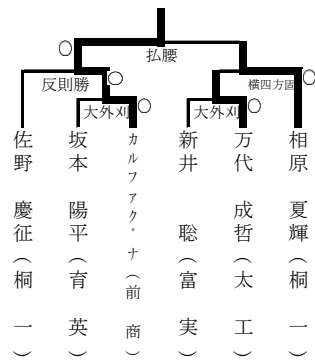 ○
払腰
反則勝
○
横四方固
○
大外刈
○
大外刈
○
佐野 慶征(桐一)
坂本 陽平(育英)
カルファクﾞナ(前商)
新井 聡(富実)
万代 成哲(太工)
相原 夏輝(桐一)